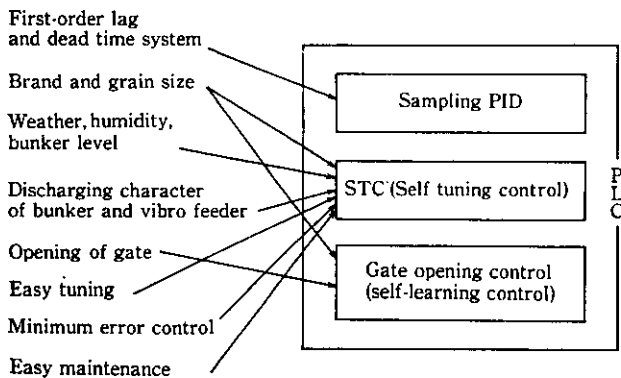 First-order lag
and dead time system
Brand and grain size
Weather, humidity,
bunker level
Discharging character
of bunker and vibro feeder
Opening of gate
Easy tuning
Minimum error control
Easy maintenance
Sampling PID
STC (Self tuning control)
Gate opening control
(self-learning control)
PLC